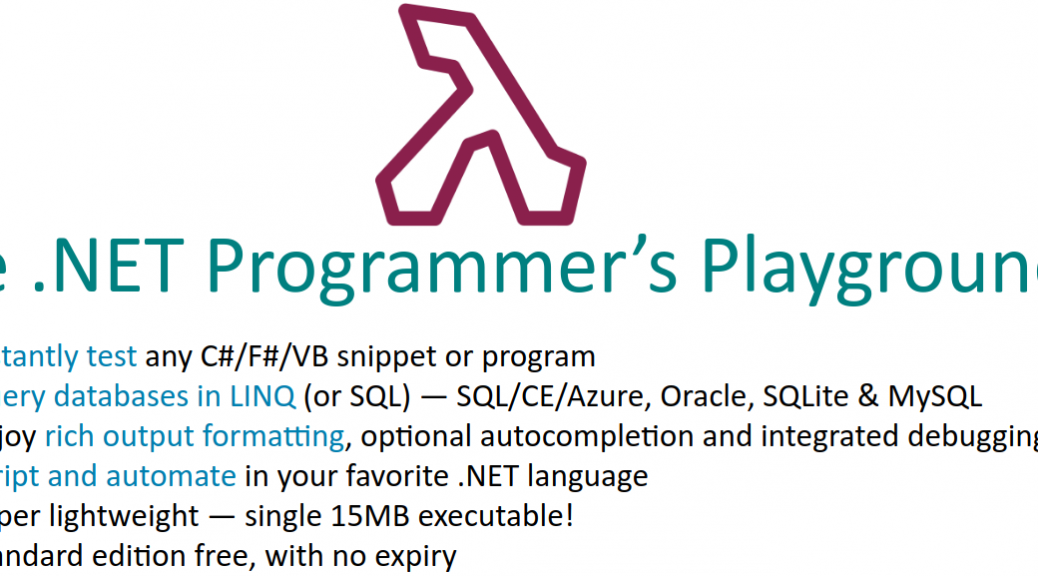 e .NET Programmer's Playgroun
tantly test any C#/F#/VB snippet or program
ery databases in LINQ (or SQL) — SQL/CE/Azure, Oracle, SQLite & MySQL
joy rich output formatting, optional autocompletion and integrated debugging
ript and automate in your favorite .NET language
per lightweight — single 15MB executable!
ndard edition free, with no expiry